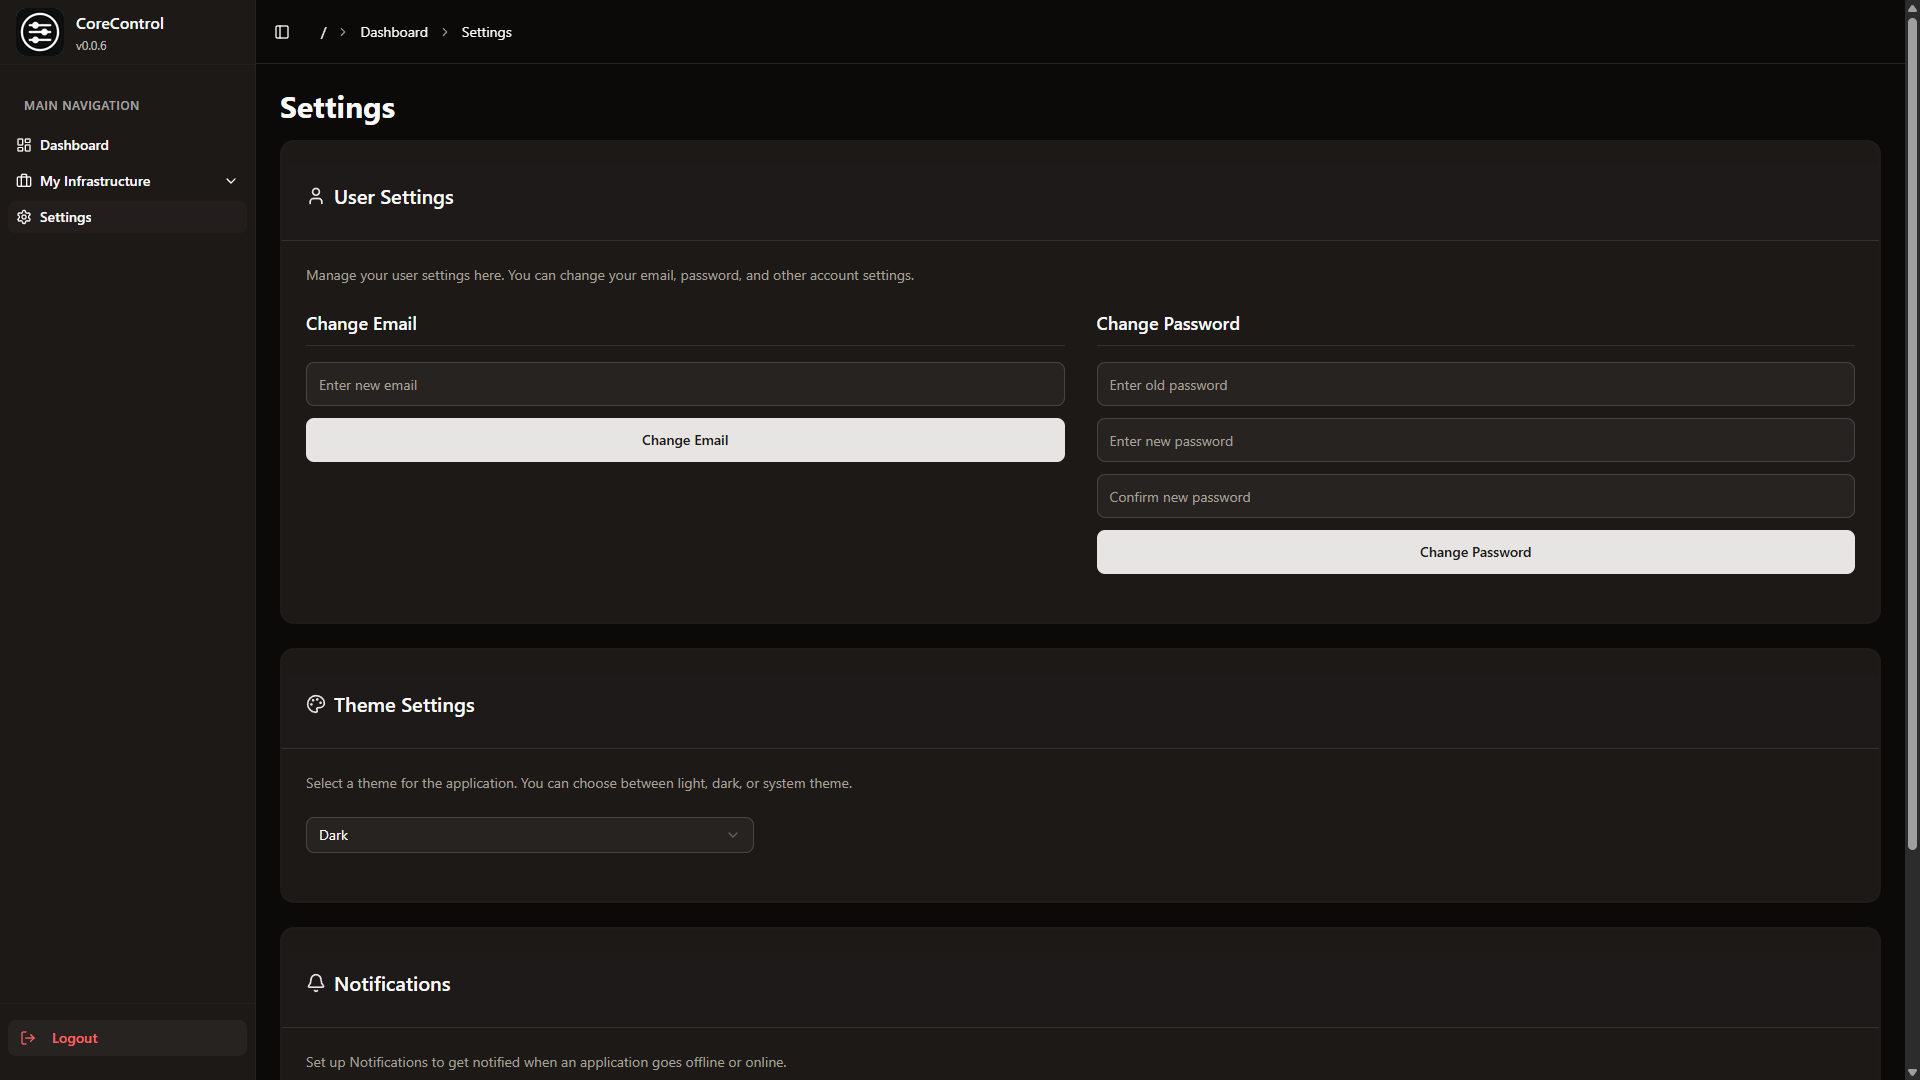 CoreControl
v0.0.6
MAIN NAVIGATION
Dashboard
My Infrastructure
Settings
Logout
/ > Dashboard > Settings
Settings
User Settings
Manage your user settings here. You can change your email, password, and other account settings.
Change Email
Enter new email
Change Email
Change Password
Enter old password
Enter new password
Confirm new password
Change Password
Theme Settings
Select a theme for the application. You can choose between light, dark, or system theme.
Dark
Notifications
Set up Notifications to get notified when an application goes offline or online.